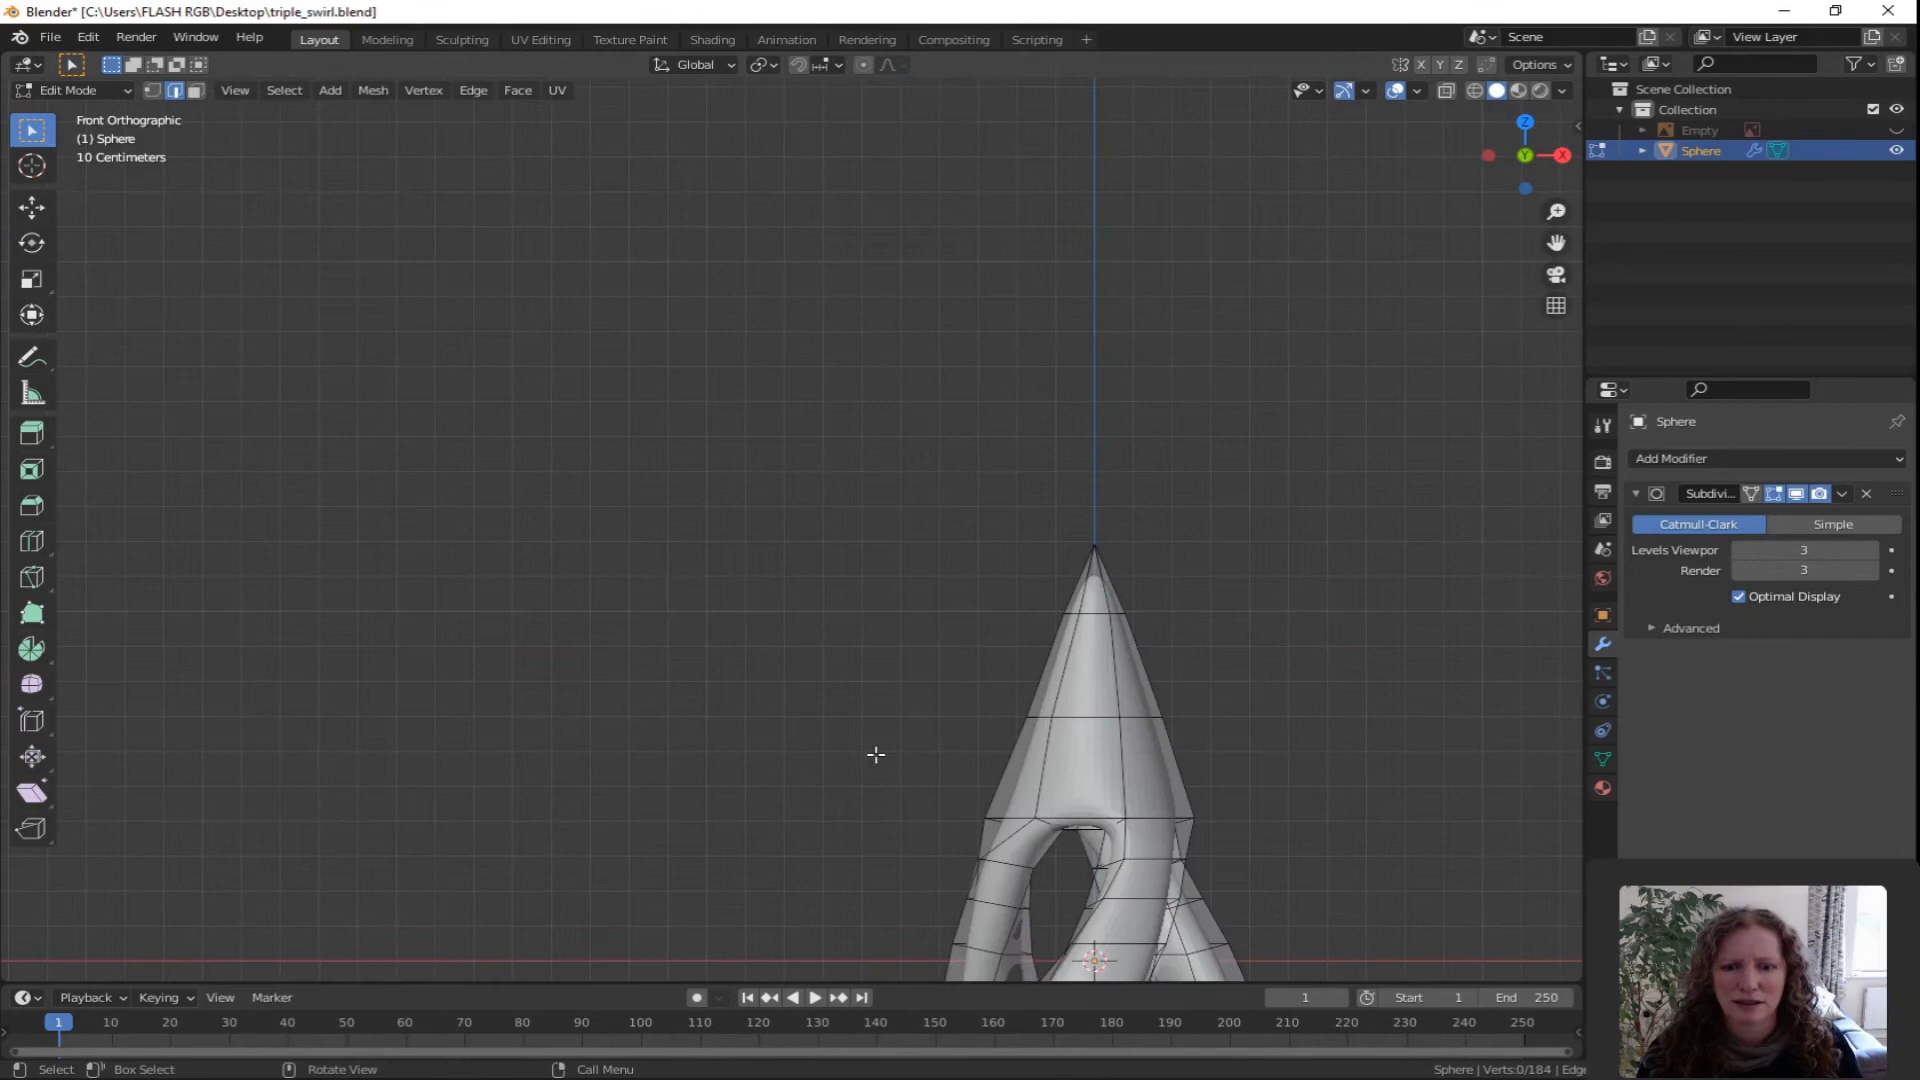 Blender* [C:\Users\FLASH RGB\Desktop\triple_swirl.blend]
File Edit Render Window Help Layout Modeling Sculpting UV Editing Texture Paint Shading Animation Rendering Compositing Scripting + Scene View Layer
Global X Y Z Options
Edit Mode View Select Add Mesh Vertex Edge Face UV
Front Orthographic
(1) Sphere
10 Centimeters
Z
Y X
Scene Collection
Collection
Empty
Sphere
Sphere
Add Modifier
Subdivi...
Catmull-Clark Simple
Levels Viewpor 3
Render 3
Optimal Display
Advanced
Playback Keying View Marker 1 Start 1 End 250
1 10 20 30 40 50 60 70 80 90 100 110 120 130 140 150 160 170 180 190 200 210 220 230 240 250
Select Box Select Rotate View Call Menu Sphere | Verts:0/184 | Edge